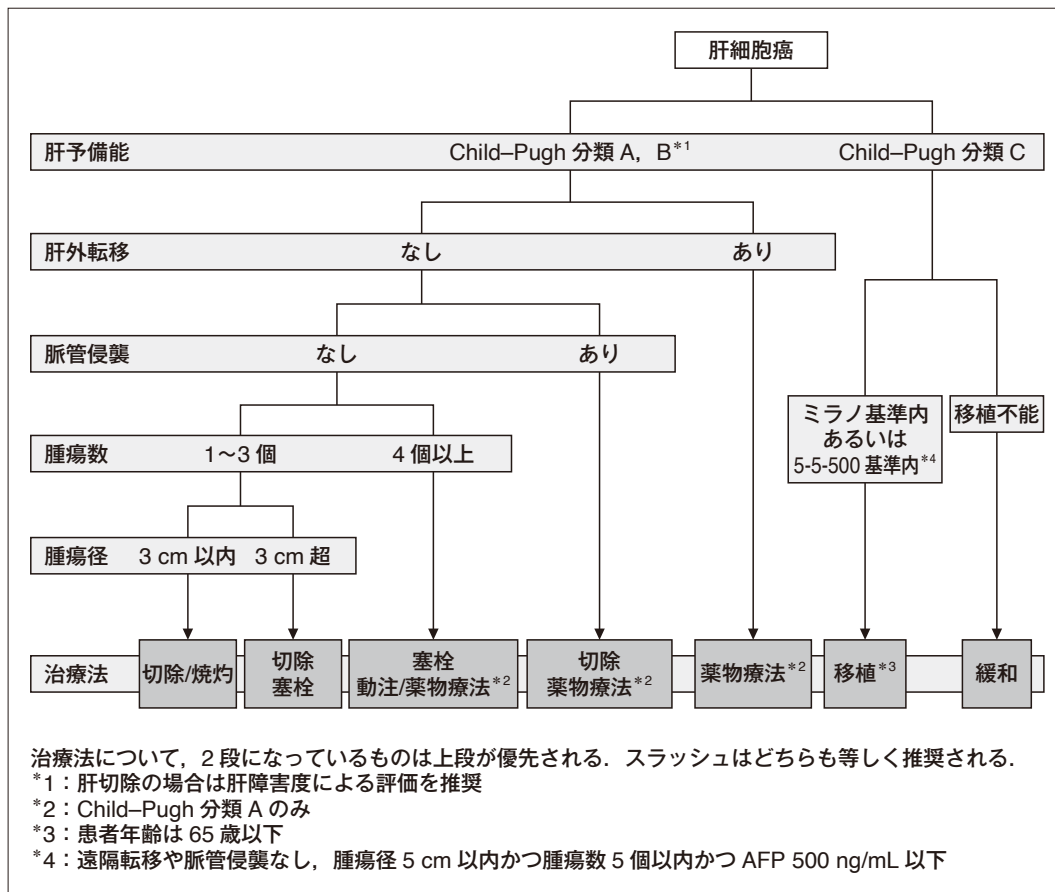 肝細胞癌
肝予備能 Child–Pugh 分類 A，B*1 Child–Pugh 分類 C
肝外転移 なし あり
脈管侵襲 なし あり
ミラノ基準内
あるいは
5-5-500 基準内*4
移植不能
腫瘍数 1〜3 個 4 個以上
腫瘍径 3 cm 以内 3 cm 超
治療法
切除/焼灼
切除
塞栓
塞栓
動注/薬物療法*2
切除
薬物療法*2
薬物療法*2
移植*3
緩和
治療法について，2 段になっているものは上段が優先される．スラッシュはどちらも等しく推奨される．
*1：肝切除の場合は肝障害度による評価を推奨
*2：Child–Pugh 分類 A のみ
*3：患者年齢は 65 歳以下
*4：遠隔転移や脈管侵襲なし，腫瘍径 5 cm 以内かつ腫瘍数 5 個以内かつ AFP 500 ng/mL 以下